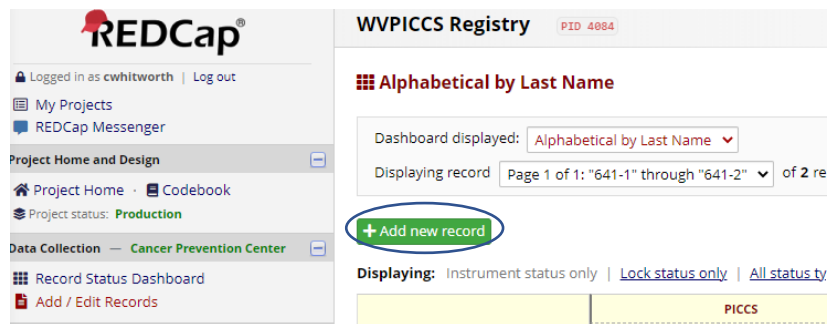 REDCap®
Logged in as cwhitworth | Log out
My Projects
REDCap Messenger
Project Home and Design
Project Home · Codebook
Project status: Production
Data Collection — Cancer Prevention Center
Record Status Dashboard
Add / Edit Records
WVPICCS Registry PID 4084
Alphabetical by Last Name
Dashboard displayed: Alphabetical by Last Name
Displaying record Page 1 of 1: "641-1" through "641-2" of 2 re
+ Add new record
Displaying: Instrument status only | Lock status only | All status ty
PICCS